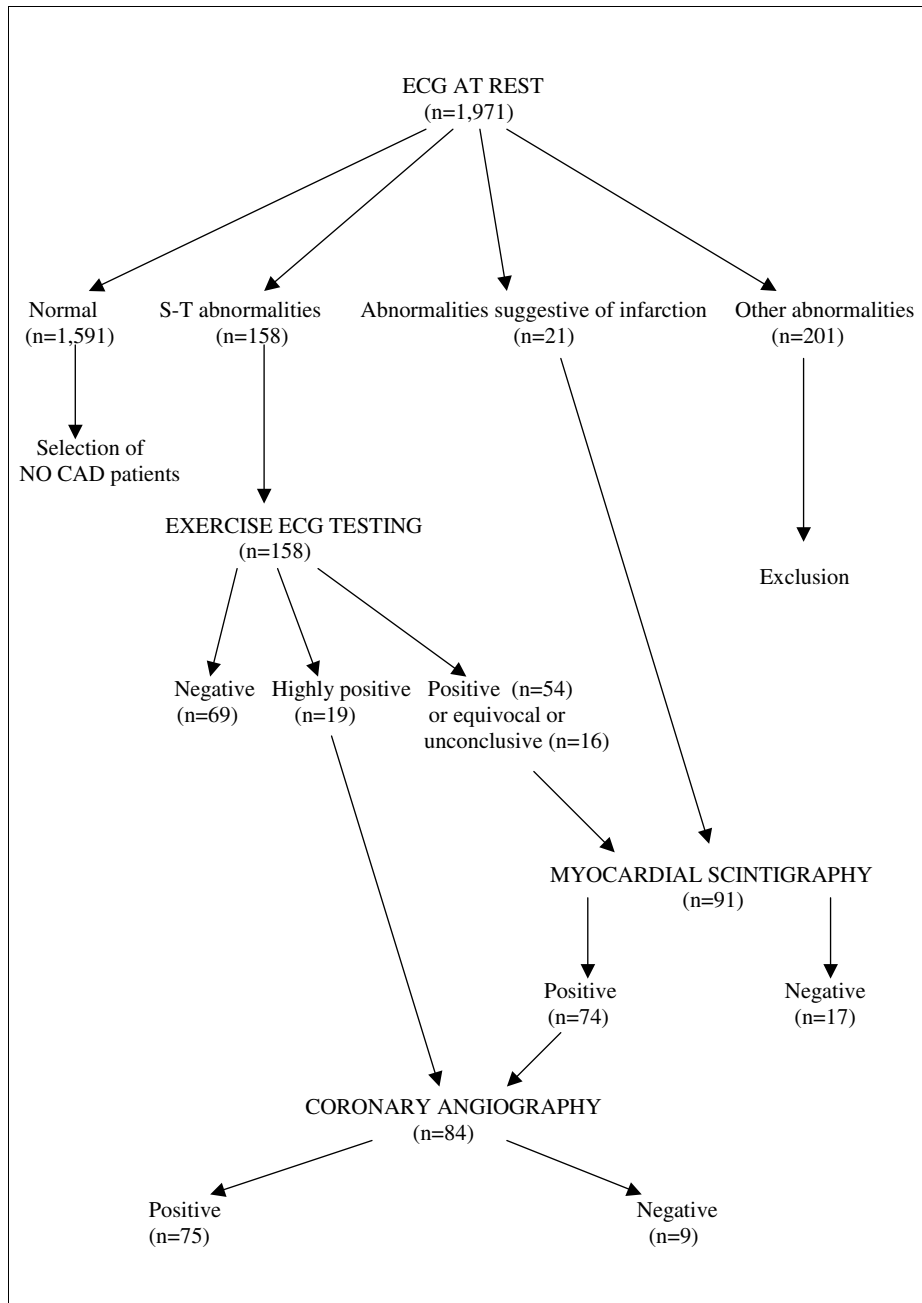 ECG AT REST
(n=1,971)
Normal
(n=1,591)
S-T abnormalities
(n=158)
Abnormalities suggestive of infarction
(n=21)
Other abnormalities
(n=201)
Selection of
NO CAD patients
EXERCISE ECG TESTING
(n=158)
Exclusion
Negative
(n=69)
Highly positive
(n=19)
Positive (n=54)
or equivocal or
unconclusive (n=16)
MYOCARDIAL SCINTIGRAPHY
(n=91)
Positive
(n=74)
Negative
(n=17)
CORONARY ANGIOGRAPHY
(n=84)
Positive
(n=75)
Negative
(n=9)